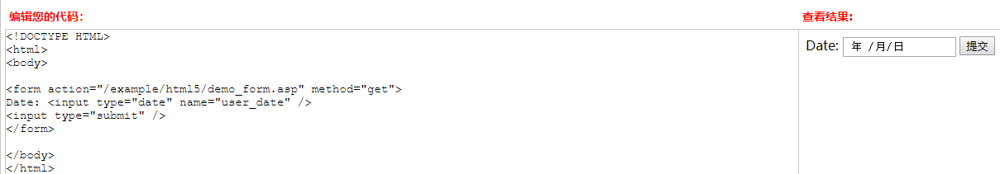 编辑您的代码：
查看结果:
<!DOCTYPE HTML>
<html>
<body>
<form action="/example/html5/demo_form.asp" method="get">
Date: <input type="date" name="user_date" />
<input type="submit" />
</form>
</body>
</html>
Date: 年 /月/日 提交